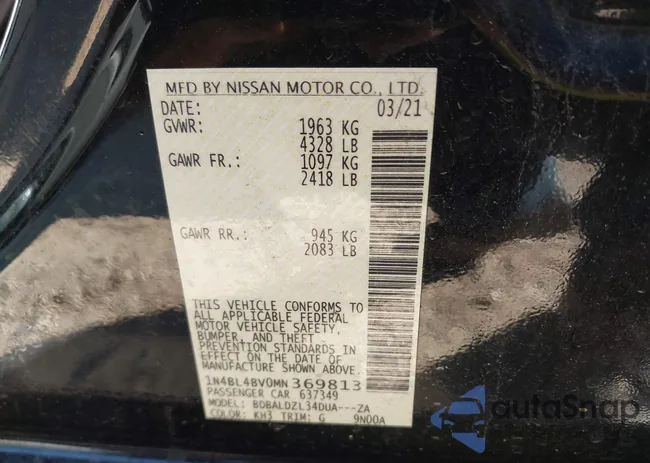 MFD BY NISSAN MOTOR CO., LTD.
DATE: 03/21
GVWR: 1963 KG
4328 LB
GAWR FR.: 1097 KG
2418 LB
GAWR RR.: 945 KG
2083 LB
THIS VEHICLE CONFORMS TO
ALL APPLICABLE FEDERAL
MOTOR VEHICLE SAFETY,
BUMPER, AND THEFT
PREVENTION STANDARDS IN
EFFECT ON THE DATE OF
MANUFACTURE SHOWN ABOVE.
1N4BL4BV0MN369813
PASSENGER CAR 637349
MODEL: BDBALDZL34DUA---ZA
COLOR: KH3 TRIM: G 9N00A
autoSnap